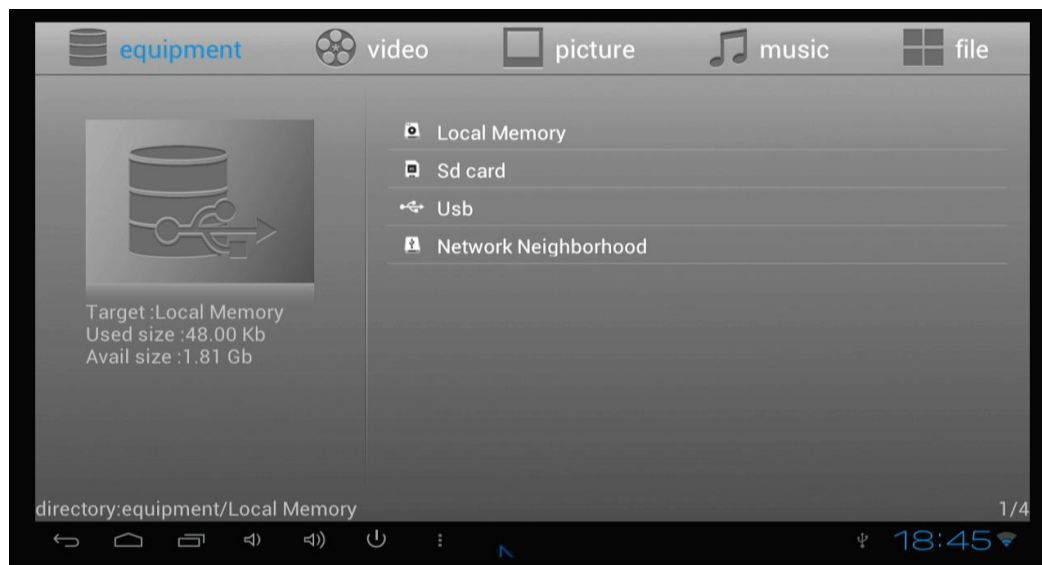 equipment video picture music file
Local Memory
Sd card
Usb
Network Neighborhood
Target :Local Memory
Used size :48.00 Kb
Avail size :1.81 Gb
directory:equipment/Local Memory 1/4
18:45